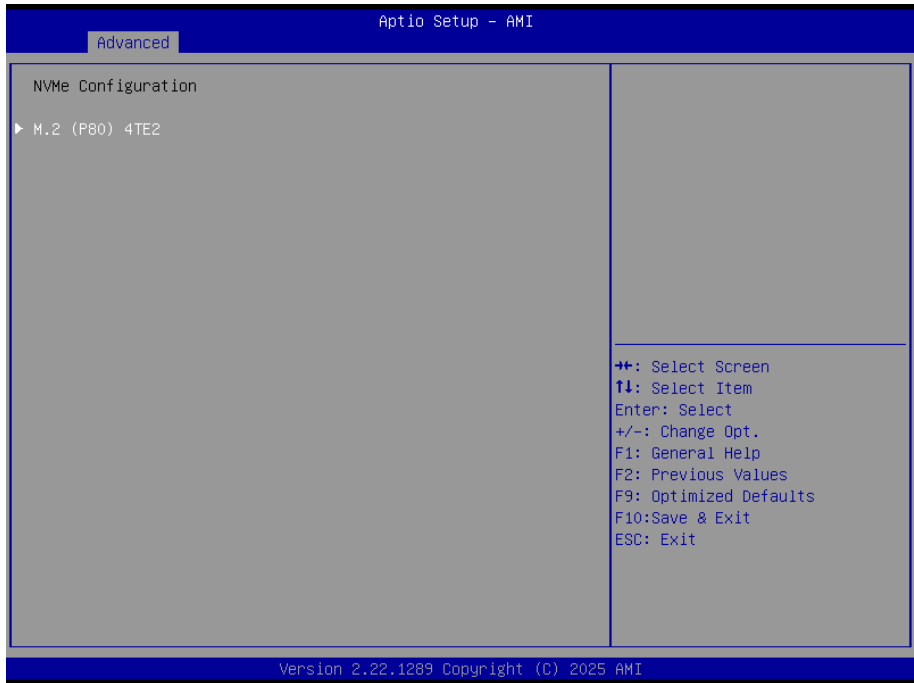 Aptio Setup – AMI
Advanced
NVMe Configuration
▶ M.2 (P80) 4TE2
→←: Select Screen
↑↓: Select Item
Enter: Select
+/-: Change Opt.
F1: General Help
F2: Previous Values
F9: Optimized Defaults
F10:Save & Exit
ESC: Exit
Version 2.22.1289 Copyright (C) 2025 AMI